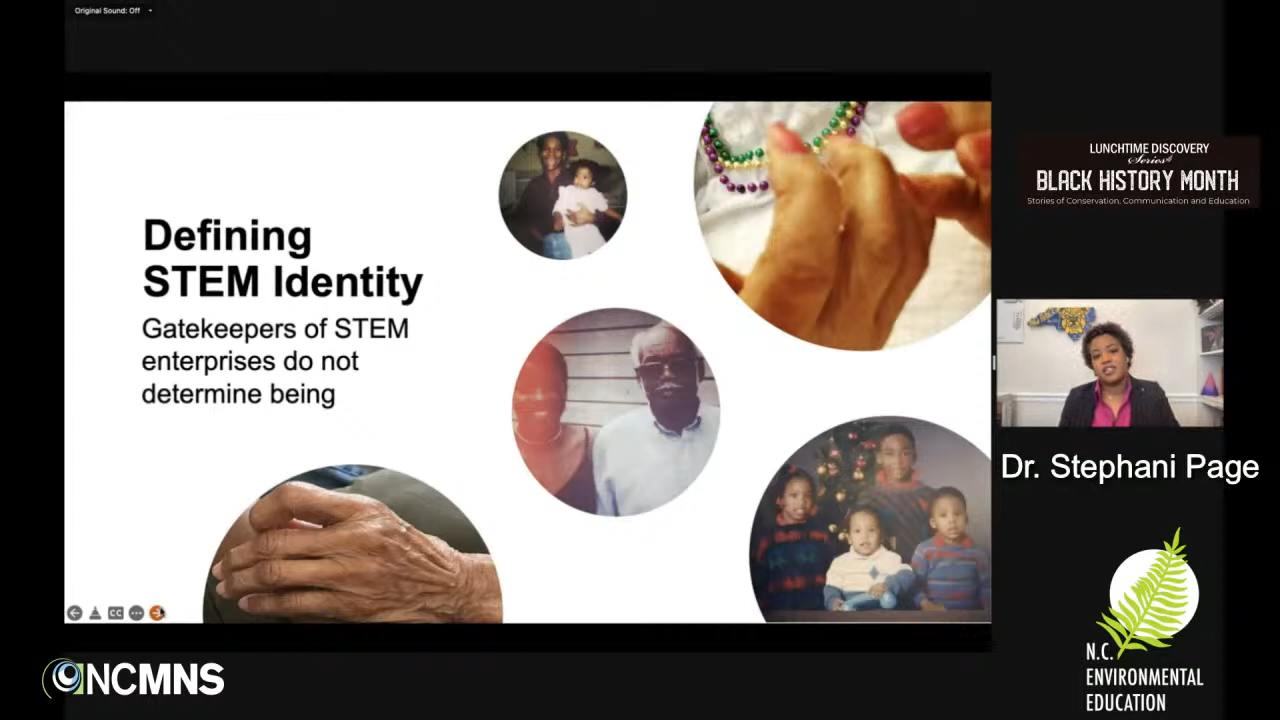 Original Sound: Off
Defining
STEM Identity
Gatekeepers of STEM
enterprises do not
determine being
CC
LUNCHTIME DISCOVERY
Series
BLACK HISTORY MONTH
Stories of Conservation, Communication and Education
Dr. Stephani Page
NCMNS
N.C.
ENVIRONMENTAL
EDUCATION